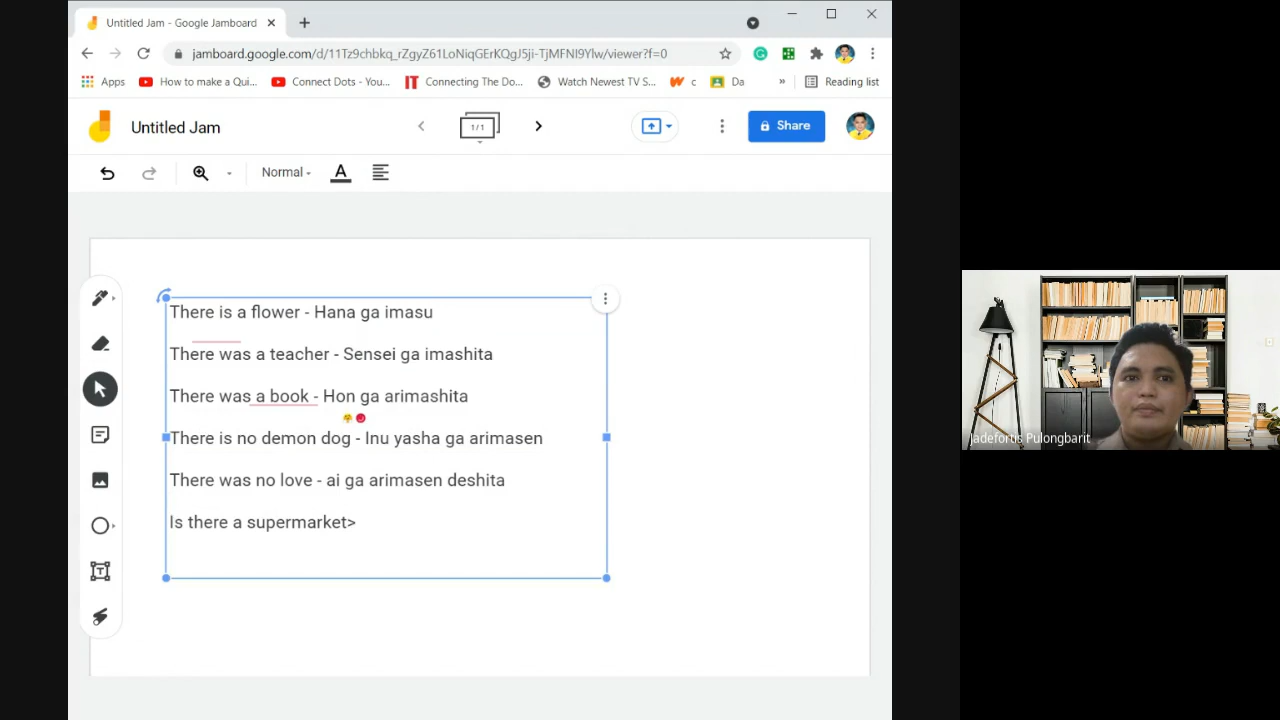 Untitled Jam - Google Jamboard
jamboard.google.com/d/11Tz9chbkq_rZgyZ61LoNiqGErKQgJ5ji-TjMFNI9Ylw/viewer?f=0
Apps How to make a Qui... Connect Dots - You... IT Connecting The Do... Watch Newest TV S... c Da » Reading list
Untitled Jam 1/1 Share
Normal A
There is a flower - Hana ga imasu
There was a teacher - Sensei ga imashita
There was a book - Hon ga arimashita
There is no demon dog - Inu yasha ga arimasen
There was no love - ai ga arimasen deshita
Is there a supermarket>
Jadefortis Pulongbarit